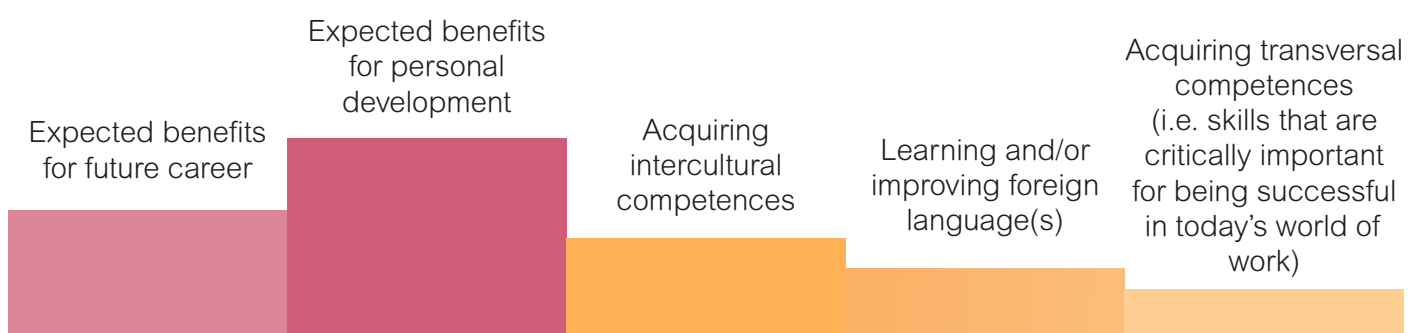 Expected benefits
for future career
Expected benefits
for personal
development
Acquiring
intercultural
competences
Learning and/or
improving foreign
language(s)
Acquiring transversal
competences
(i.e. skills that are
critically important
for being successful
in today’s world of
work)